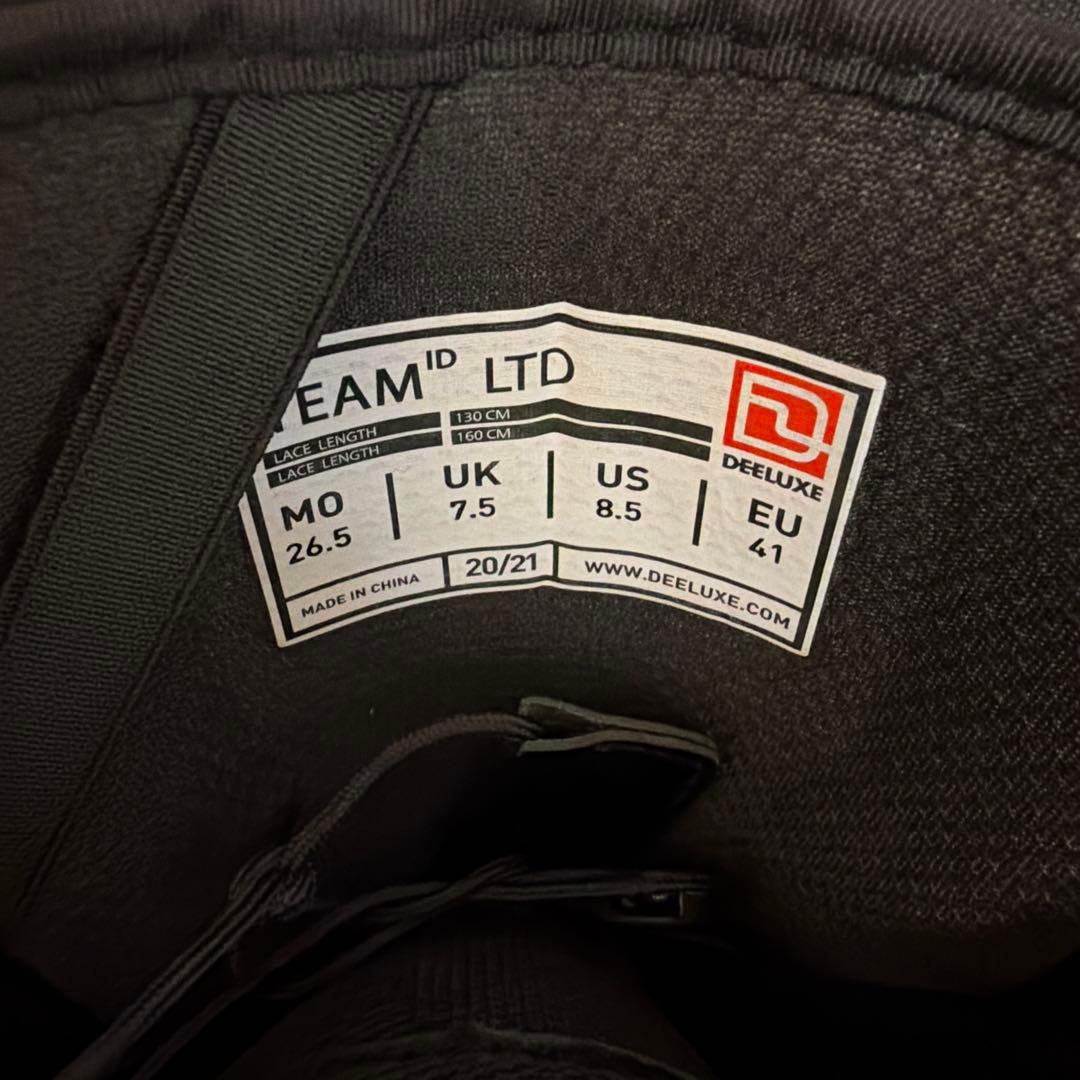 TEAM ID LTD
LACE LENGTH 130 CM
LACE LENGTH 160 CM
DEELUXE
MO UK US EU
26.5 7.5 8.5 41
MADE IN CHINA 20/21 WWW.DEELUXE.COM